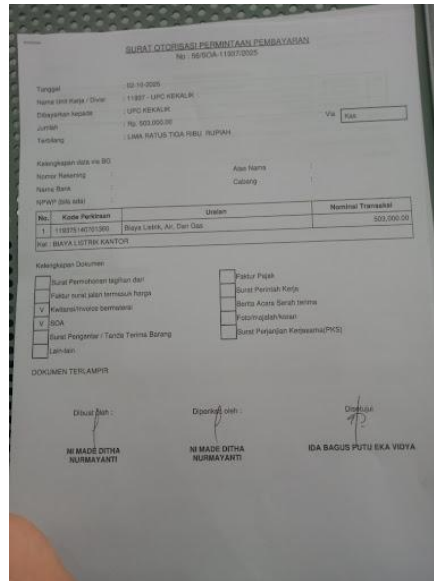 SURAT OTORISASI PERMINTAAN PEMBAYARAN
No : 56/SOA-11937/2025
Tanggal : 02-10-2025
Nama Unit Kerja / Divisi : 11937 - UPC KEKALIK
Dibayarkan kepada : UPC KEKALIK
Jumlah : Rp. 503,000.00 Via Kas
Terbilang : LIMA RATUS TIGA RIBU RUPIAH
Kelengkapan data via BG
Nomor Rekening : Atas Nama :
Nama Bank : Cabang :
NPWP (bila ada)
No. Kode Perkiraan Uraian Nominal Transaksi
1 Biaya Listrik, Air, Dan Gas 503,000.00
Ket : BIAYA LISTRIK KANTOR
Kelengkapan Dokumen
Surat Permohonan tagihan dari Faktur Pajak
Faktur surat jalan termasuk harga Surat Perintah Kerja
V Kwitansi/Invoice bermaterai Berita Acara Serah terima
V SOA Foto/majalah/koran
Surat Pengantar / Tanda Terima Barang Surat Perjanjian Kerjasama(PKS)
Lain-lain
DOKUMEN TERLAMPIR
Dibuat oleh : Diperiksa oleh : Disetujui
NI MADE DITHA NI MADE DITHA IDA BAGUS PUTU EKA VIDYA
NURMAYANTI NURMAYANTI